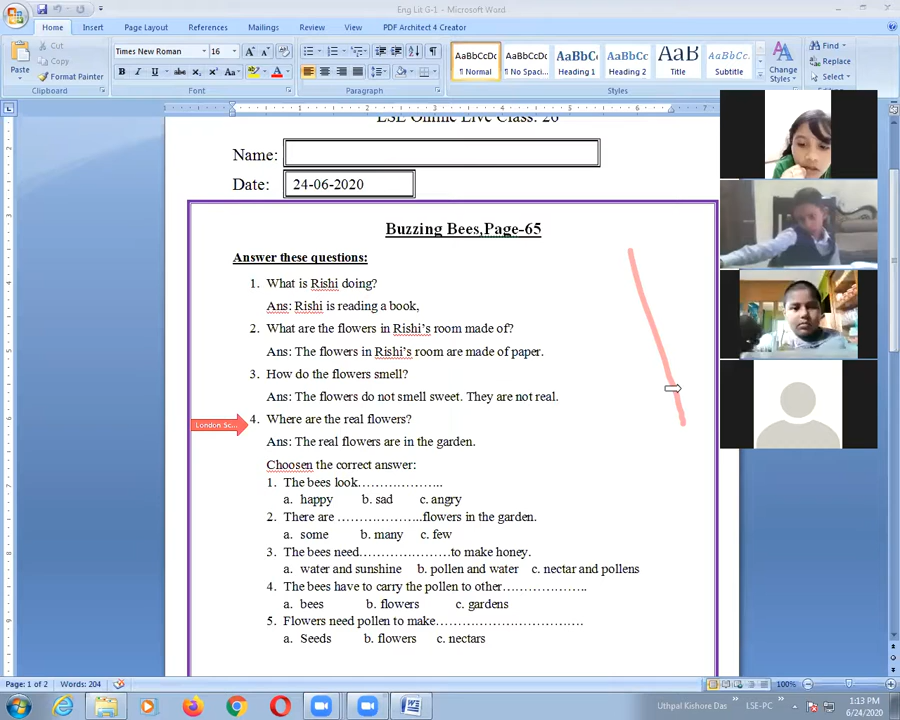 Eng Lit G-1 - Microsoft Word
Home Insert Page Layout References Mailings Review View PDF Architect 4 Creator
Cut
Copy
Format Painter
Paste
Clipboard
Times New Roman 16
Font
Paragraph
AaBbCcDc AaBbCcDc AaBbCc AaBbCc AaB AaBbCc
¶ Normal ¶ No Spaci... Heading 1 Heading 2 Title Subtitle
Styles
Change Styles
Find
Replace
Select
Editing
LSE Online Live Class: 26
Name:
Date: 24-06-2020
Buzzing Bees,Page-65
Answer these questions:
1. What is Rishi doing?
Ans: Rishi is reading a book,
2. What are the flowers in Rishi's room made of?
Ans: The flowers in Rishi's room are made of paper.
3. How do the flowers smell?
Ans: The flowers do not smell sweet. They are not real.
London Sc...
4. Where are the real flowers?
Ans: The real flowers are in the garden.
Choosen the correct answer:
1. The bees look………………..
a. happy b. sad c. angry
2. There are ………………..flowers in the garden.
a. some b. many c. few
3. The bees need…………………to make honey.
a. water and sunshine b. pollen and water c. nectar and pollens
4. The bees have to carry the pollen to other………………..
a. bees b. flowers c. gardens
5. Flowers need pollen to make…………………………….
a. Seeds b. flowers c. nectars
Page: 1 of 2 Words: 204 100%
Uthpal Kishore Das LSE-PC 1:13 PM
6/24/2020